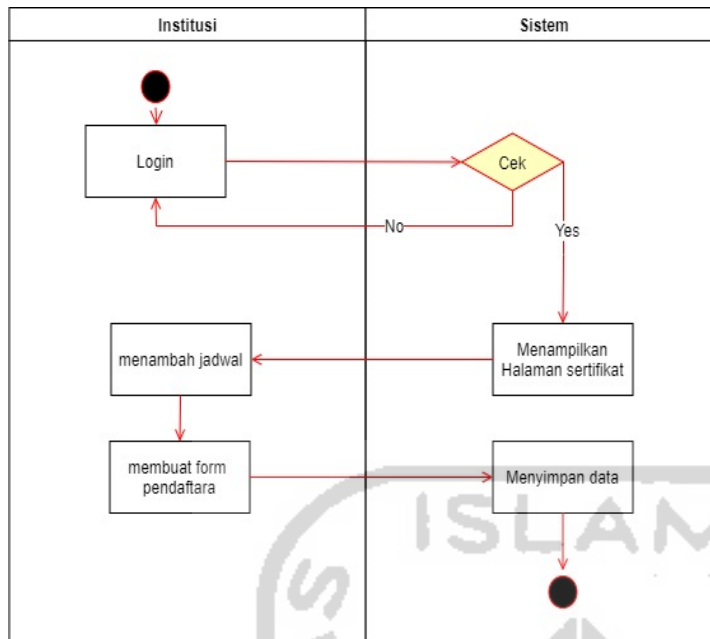 Institusi
Sistem
Login
Cek
No
Yes
menambah jadwal
Menampilkan
Halaman sertifikat
membuat form
pendaftara
Menyimpan data
ISLAM
S